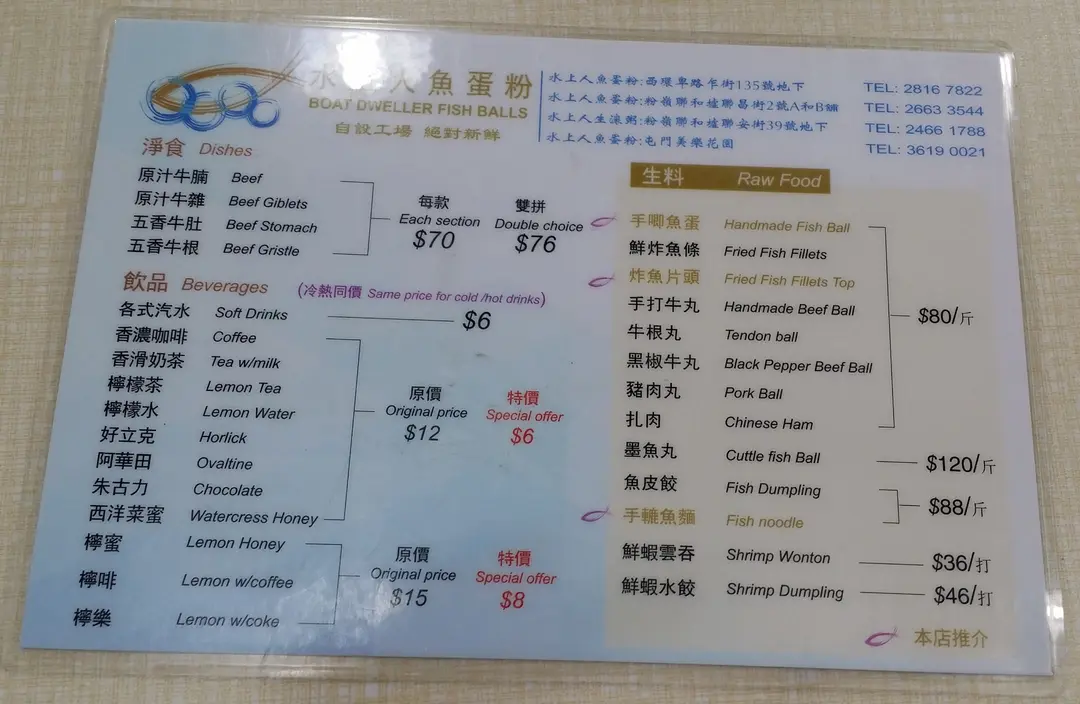 水上人魚蛋粉
BOAT DWELLER FISH BALLS
自設工場 絕對新鮮
水上人魚蛋粉:西環卑路乍街135號地下 TEL: 2816 7822
水上人魚蛋粉:粉嶺聯和墟聯昌街2號A和B舖 TEL: 2663 3544
水上人生滾粥:粉嶺聯和墟聯安街39號地下 TEL: 2466 1788
水上人魚蛋粉:屯門美樂花園 TEL: 3619 0021
淨食 Dishes
原汁牛腩 Beef
原汁牛雜 Beef Giblets
五香牛肚 Beef Stomach
五香牛根 Beef Gristle
每款 雙拼
Each section Double choice
$70 $76
飲品 Beverages (冷熱同價 Same price for cold /hot drinks)
各式汽水 Soft Drinks $6
香濃咖啡 Coffee
香滑奶茶 Tea w/milk
檸檬茶 Lemon Tea
檸檬水 Lemon Water
好立克 Horlick
阿華田 Ovaltine
朱古力 Chocolate
西洋菜蜜 Watercress Honey
原價 特價
Original price Special offer
$12 $6
檸蜜 Lemon Honey
檸啡 Lemon w/coffee
檸樂 Lemon w/coke
原價 特價
Original price Special offer
$15 $8
生料 Raw Food
手唧魚蛋 Handmade Fish Ball
鮮炸魚條 Fried Fish Fillets
炸魚片頭 Fried Fish Fillets Top
手打牛丸 Handmade Beef Ball
牛根丸 Tendon ball
黑椒牛丸 Black Pepper Beef Ball
豬肉丸 Pork Ball
扎肉 Chinese Ham
$80/斤
墨魚丸 Cuttle fish Ball $120/斤
魚皮餃 Fish Dumpling
手轆魚麵 Fish noodle
$88/斤
鮮蝦雲吞 Shrimp Wonton $36/打
鮮蝦水餃 Shrimp Dumpling $46/打
本店推介